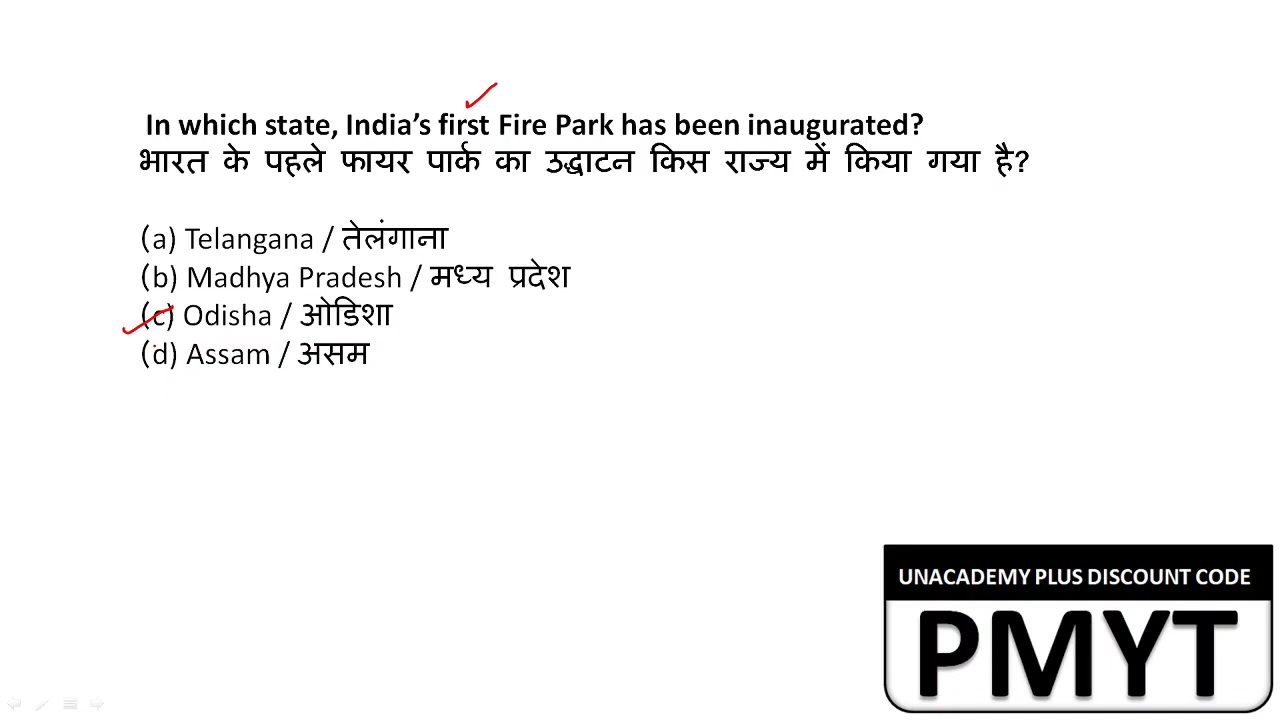 In which state, India’s first Fire Park has been inaugurated?
भारत के पहले फायर पार्क का उद्घाटन किस राज्य में किया गया है?
(a) Telangana / तेलंगाना
(b) Madhya Pradesh / मध्य प्रदेश
(c) Odisha / ओडिशा
(d) Assam / असम
UNACADEMY PLUS DISCOUNT CODE
PMYT